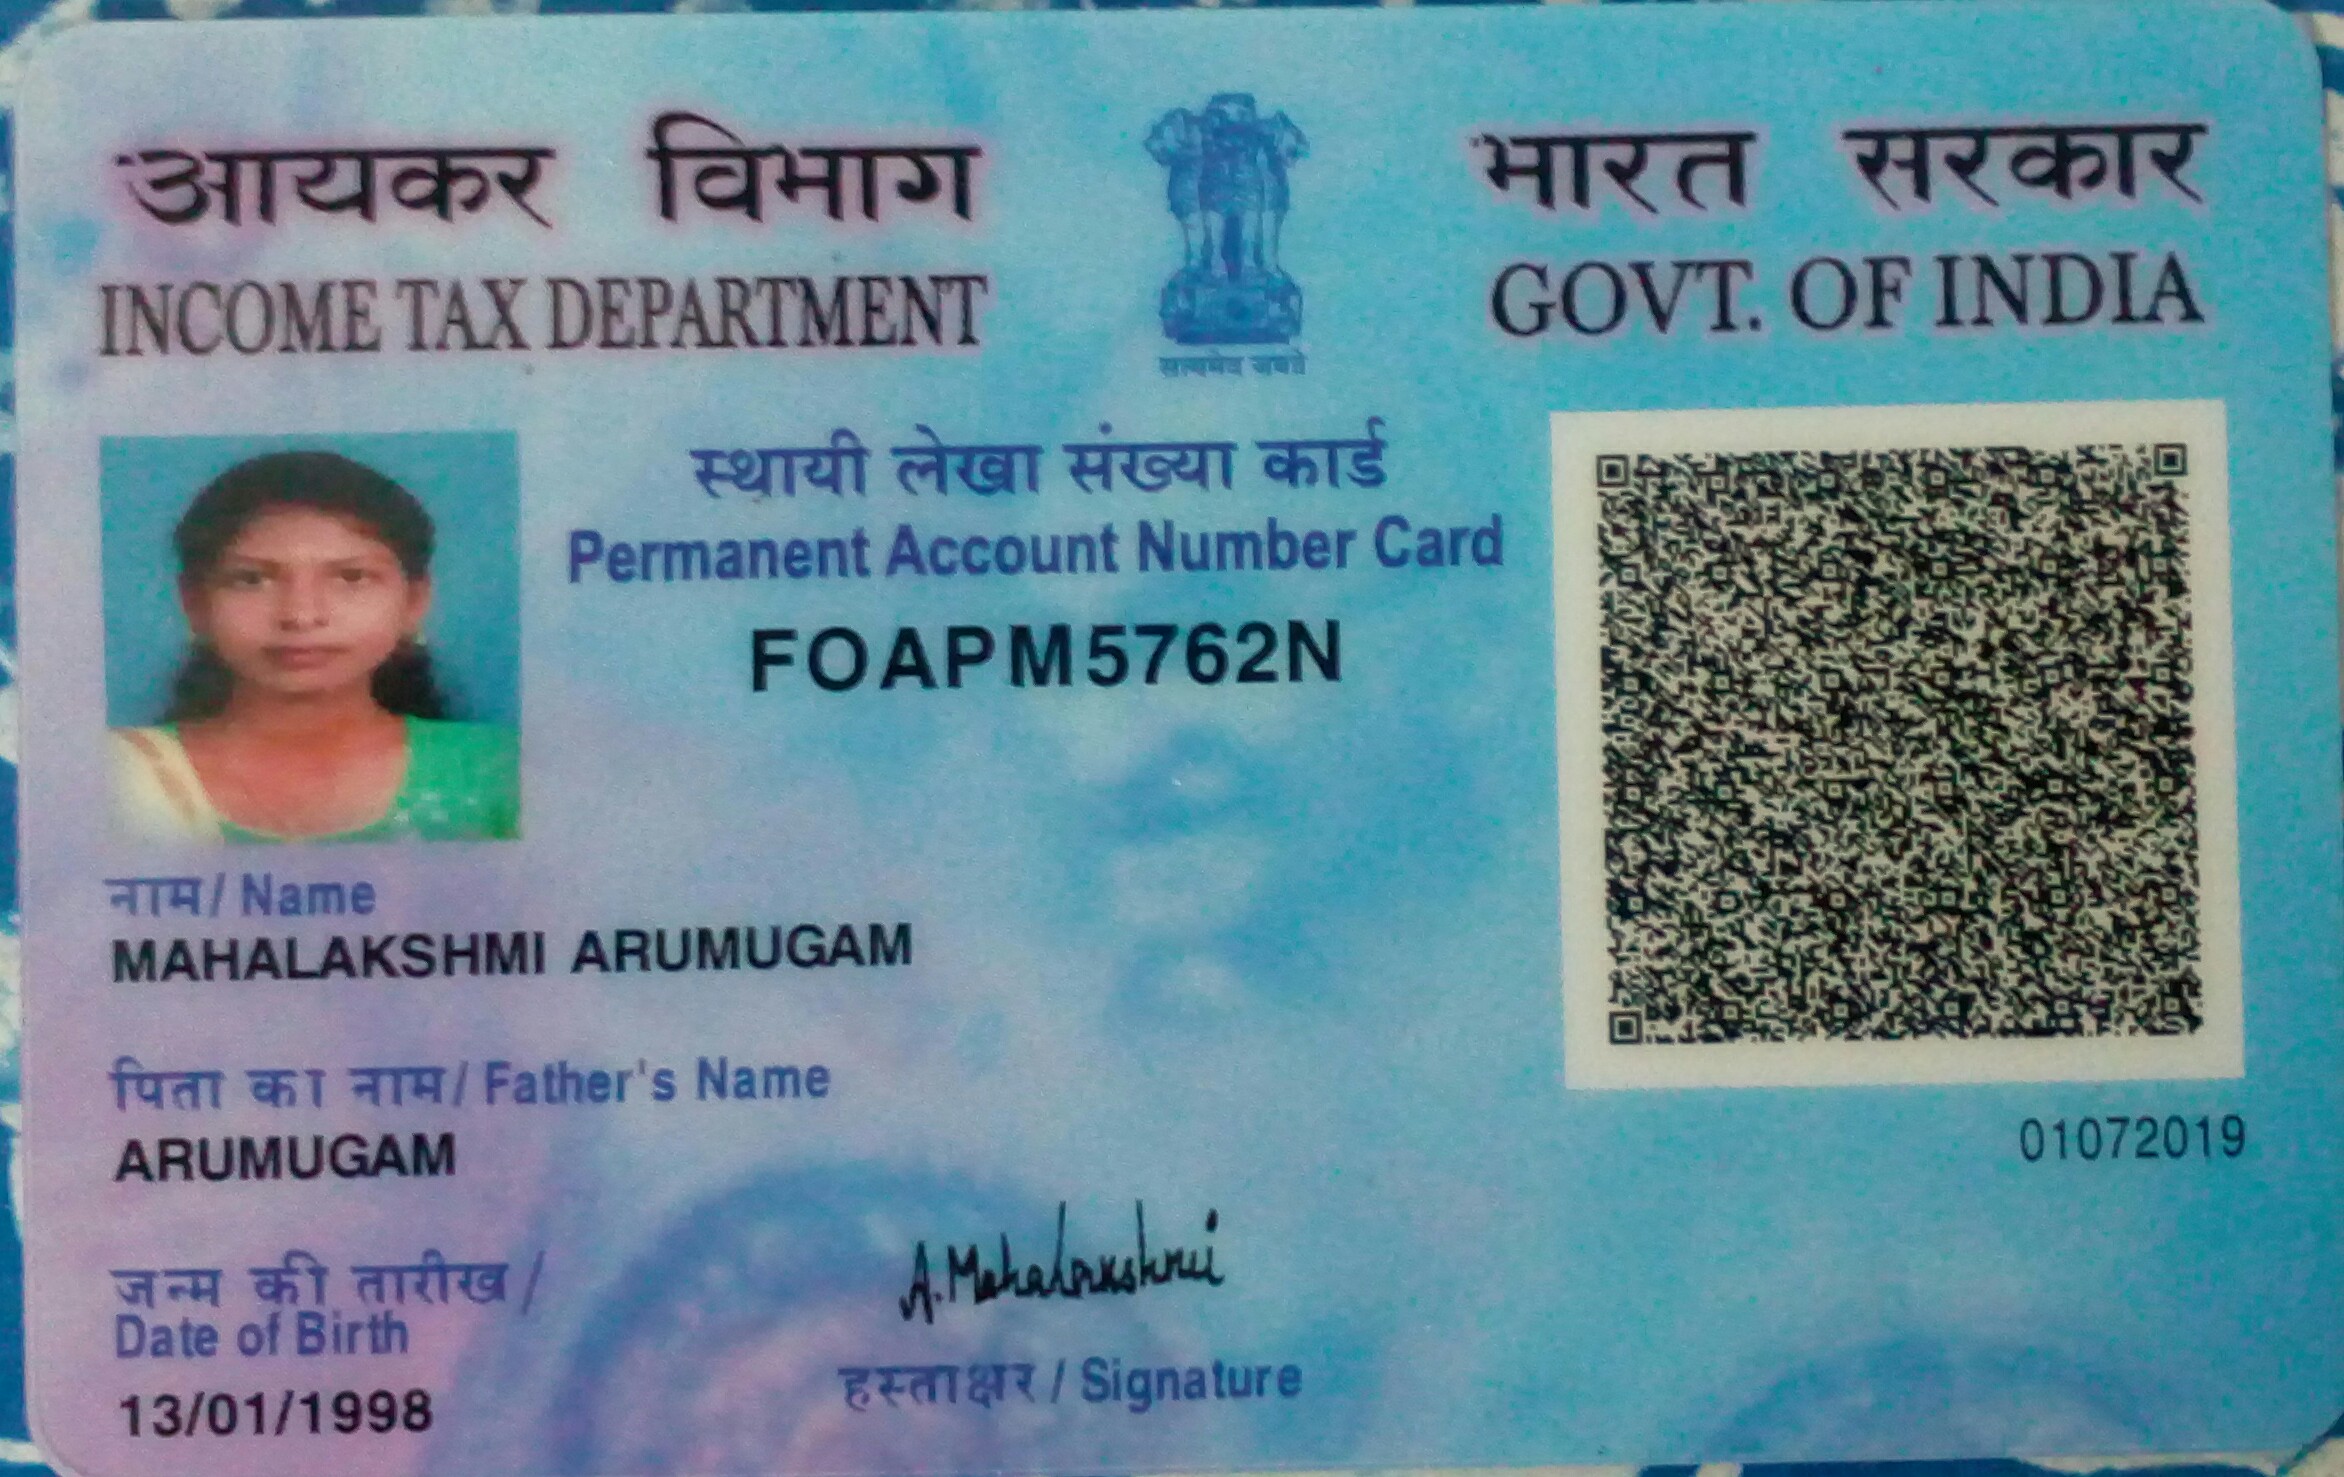 आयकर विभाग
INCOME TAX DEPARTMENT
सत्यमेव जयते
भारत सरकार
GOVT. OF INDIA
स्थायी लेखा संख्या कार्ड
Permanent Account Number Card
FOAPM5762N
नाम/ Name
MAHALAKSHMI ARUMUGAM
पिता का नाम/ Father's Name
ARUMUGAM
01072019
जन्म की तारीख/
Date of Birth
13/01/1998
A. Mahalakshmi
हस्ताक्षर / Signature